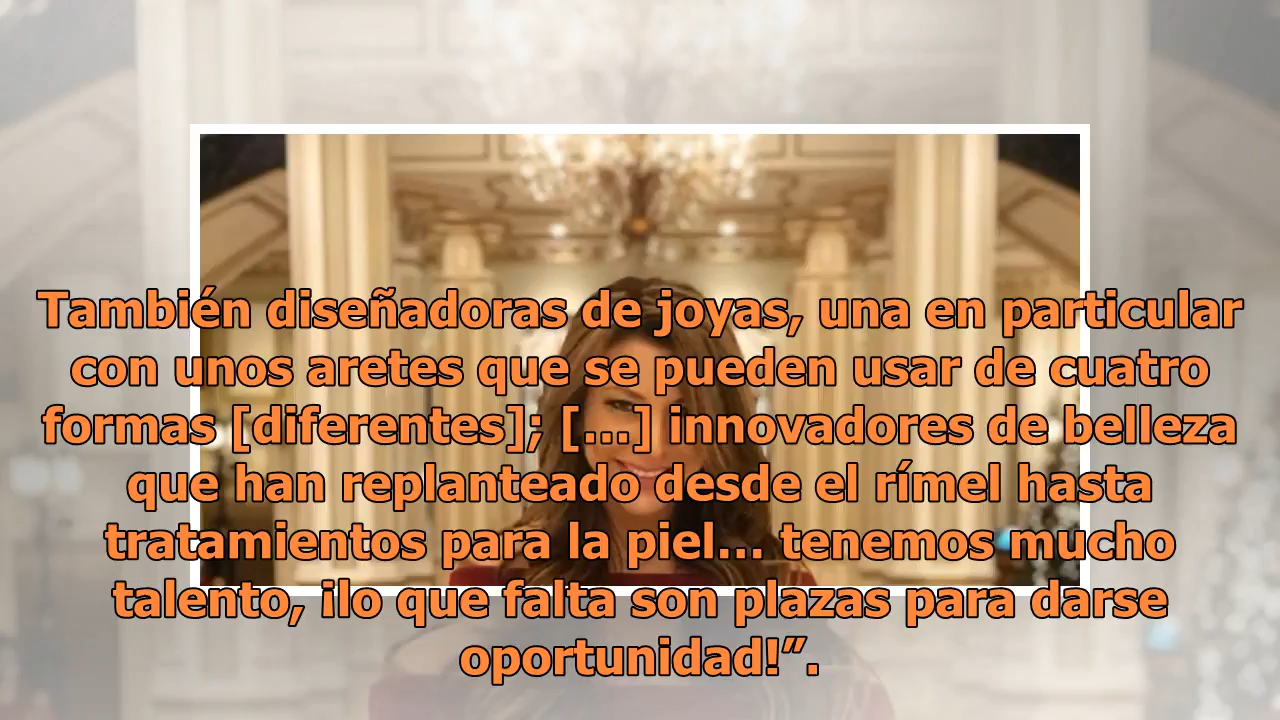 También diseñadoras de joyas, una en particular
con unos aretes que se pueden usar de cuatro
formas [diferentes]; [...] innovadores de belleza
que han replanteado desde el rímel hasta
tratamientos para la piel... tenemos mucho
talento, ¡lo que falta son plazas para darse
oportunidad!”.